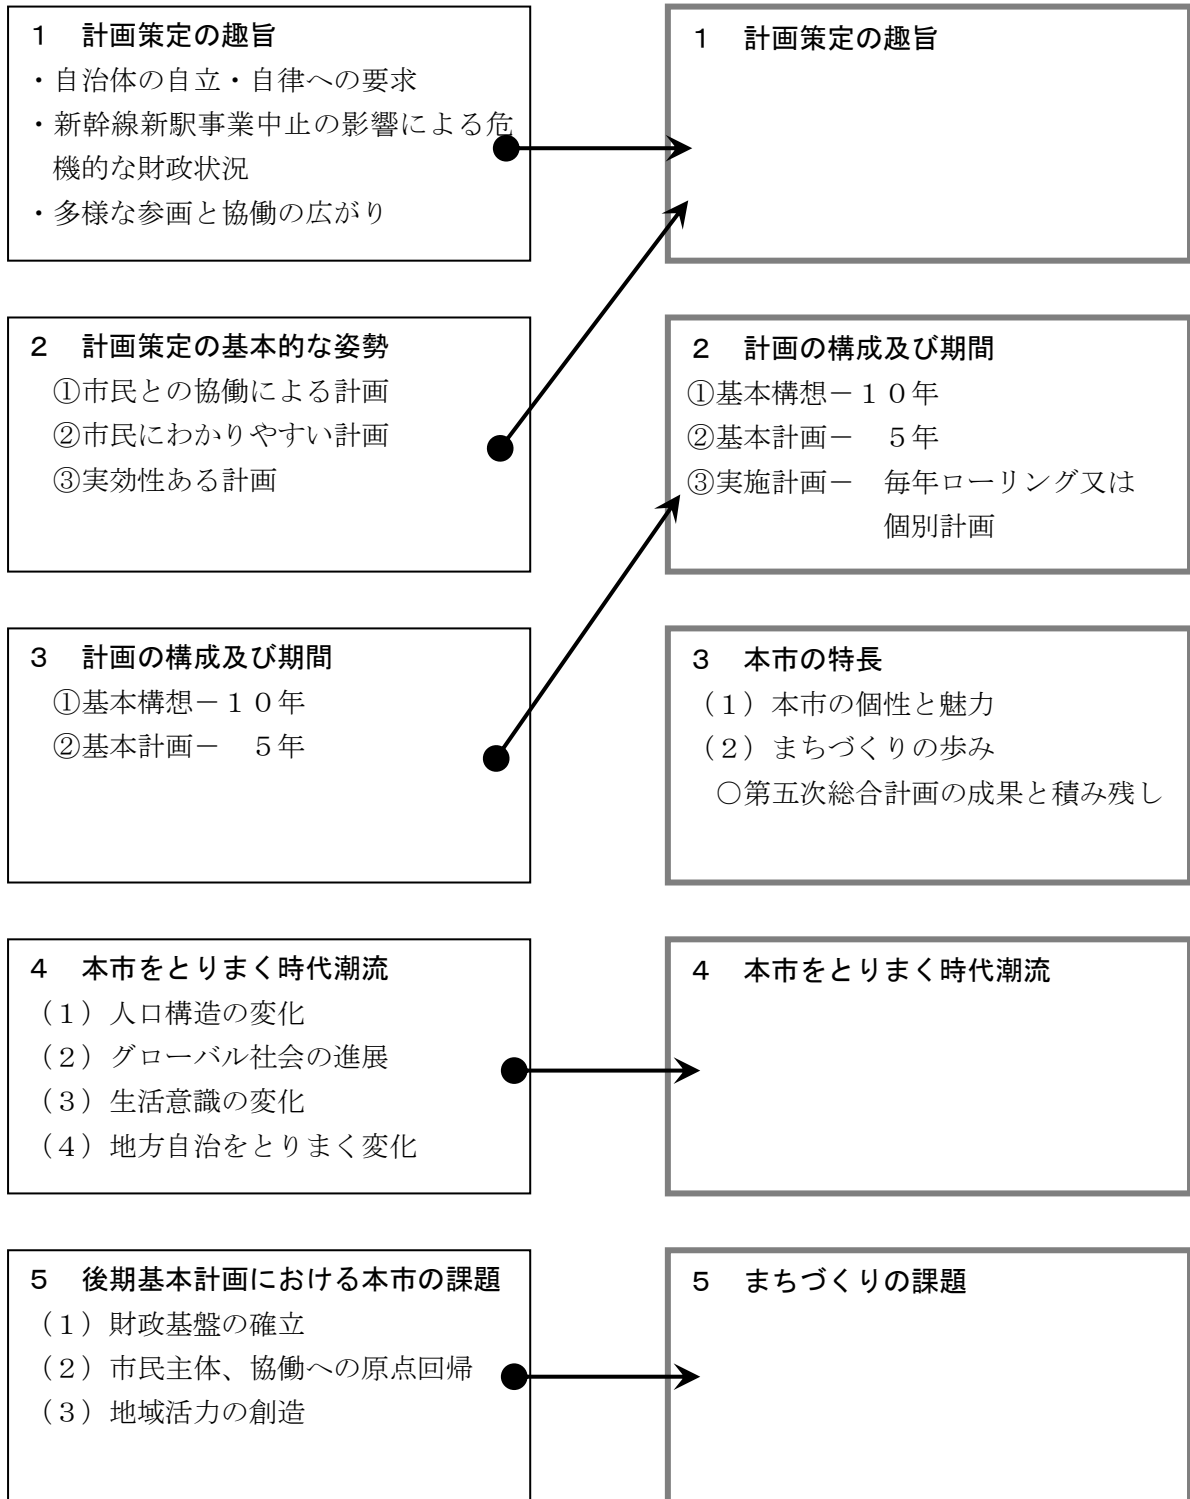 １　計画策定の趣旨
・自治体の自立・自律への要求
・新幹線新駅事業中止の影響による危
機的な財政状況
・多様な参画と協働の広がり
１　計画策定の趣旨
２　計画策定の基本的な姿勢
①市民との協働による計画
②市民にわかりやすい計画
③実効性ある計画
２　計画の構成及び期間
①基本構想－１０年
②基本計画－　５年
③実施計画－　毎年ローリング又は
個別計画
３　計画の構成及び期間
①基本構想－１０年
②基本計画－　５年
３　本市の特長
（１）本市の個性と魅力
（２）まちづくりの歩み
○第五次総合計画の成果と積み残し
４　本市をとりまく時代潮流
（１）人口構造の変化
（２）グローバル社会の進展
（３）生活意識の変化
（４）地方自治をとりまく変化
４　本市をとりまく時代潮流
５　後期基本計画における本市の課題
（１）財政基盤の確立
（２）市民主体、協働への原点回帰
（３）地域活力の創造
５　まちづくりの課題